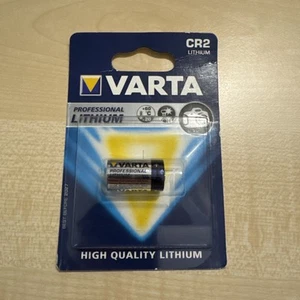 CR2
LITHIUM
VARTA
PROFESSIONAL
LITHIUM
VARTA
PROFESSIONAL
HIGH QUALITY LITHIUM